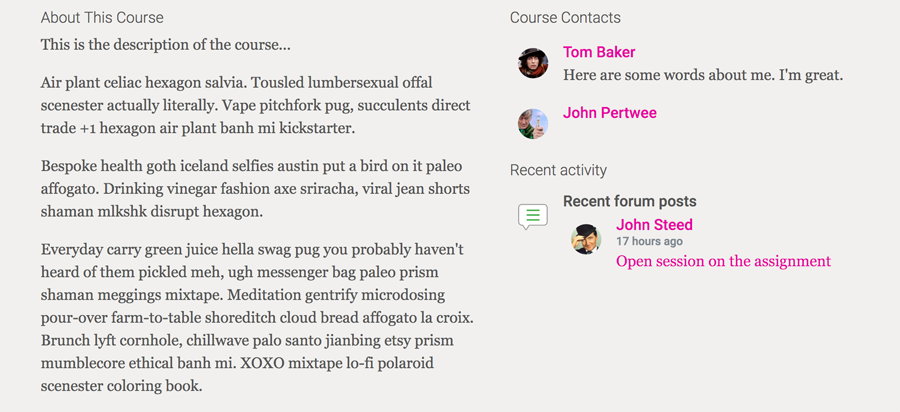 About This Course
This is the description of the course...
Air plant celiac hexagon salvia. Tousled lumbersexual offal
scenester actually literally. Vape pitchfork pug, succulents direct
trade +1 hexagon air plant banh mi kickstarter.
Bespoke health goth iceland selfies austin put a bird on it paleo
affogato. Drinking vinegar fashion axe sriracha, viral jean shorts
shaman mlkshk disrupt hexagon.
Everyday carry green juice hella swag pug you probably haven't
heard of them pickled meh, ugh messenger bag paleo prism
shaman meggings mixtape. Meditation gentrify microdosing
pour-over farm-to-table shoreditch cloud bread affogato la croix.
Brunch lyft cornhole, chillwave palo santo jianbing etsy prism
mumblecore ethical banh mi. XOXO mixtape lo-fi polaroid
scenester coloring book.
Course Contacts
Tom Baker
Here are some words about me. I'm great.
John Pertwee
Recent activity
Recent forum posts
John Steed
17 hours ago
Open session on the assignment